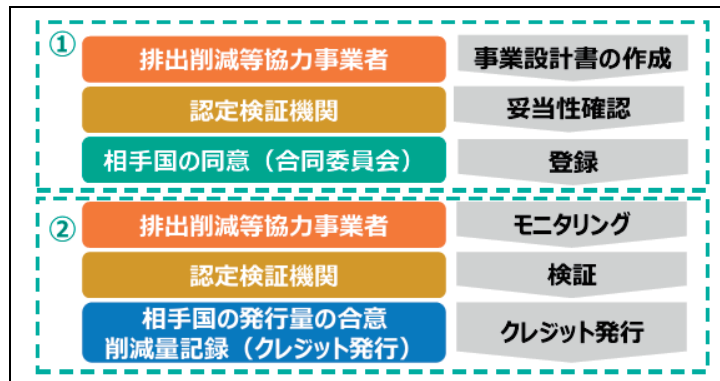 ①
排出削減等協力事業者
事業設計書の作成
認定検証機関
妥当性確認
相手国の同意（合同委員会）
登録
②
排出削減等協力事業者
モニタリング
認定検証機関
検証
相手国の発行量の合意
削減量記録（クレジット発行）
クレジット発行